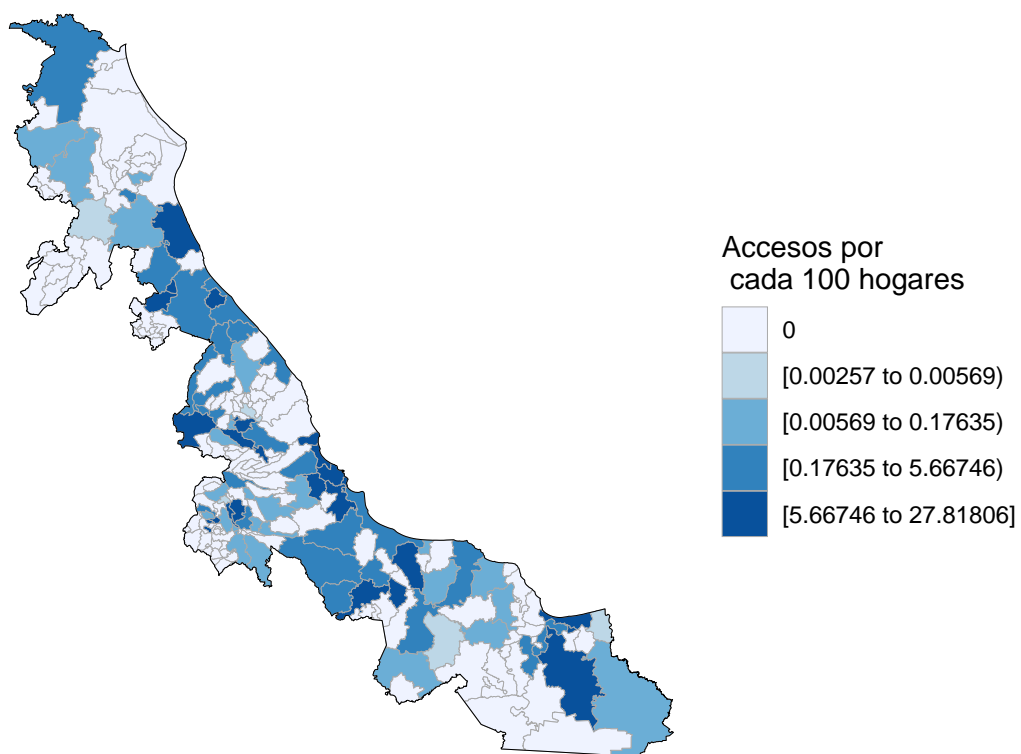 Accesos por
cada 100 hogares
0
[0.00257 to 0.00569)
[0.00569 to 0.17635)
[0.17635 to 5.66746)
[5.66746 to 27.81806]